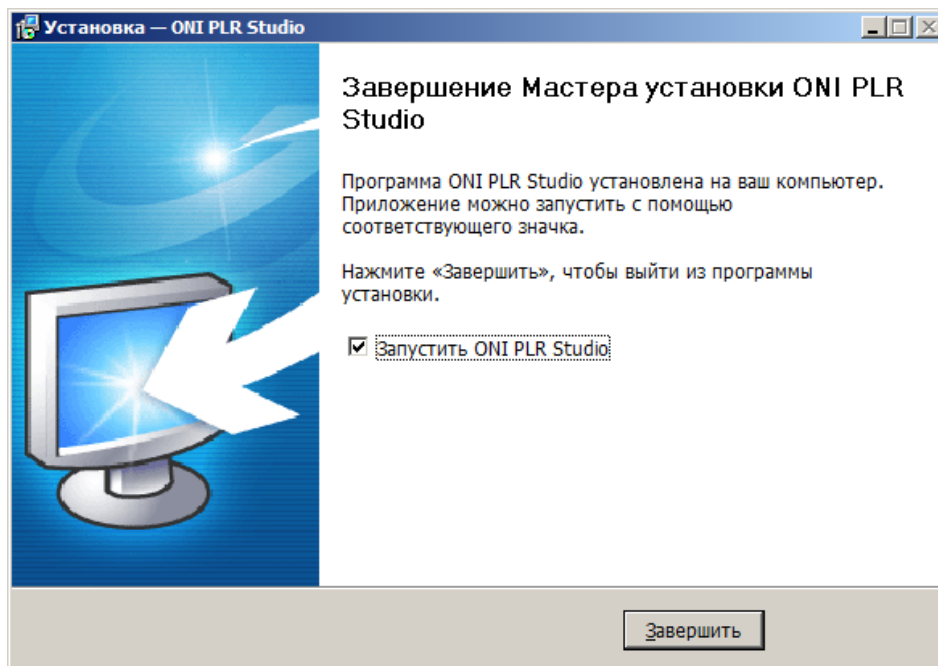 Установка — ONI PLR Studio
Завершение Мастера установки ONI PLR
Studio
Программа ONI PLR Studio установлена на ваш компьютер.
Приложение можно запустить с помощью
соответствующего значка.
Нажмите «Завершить», чтобы выйти из программы
установки.
Запустить ONI PLR Studio
Завершить